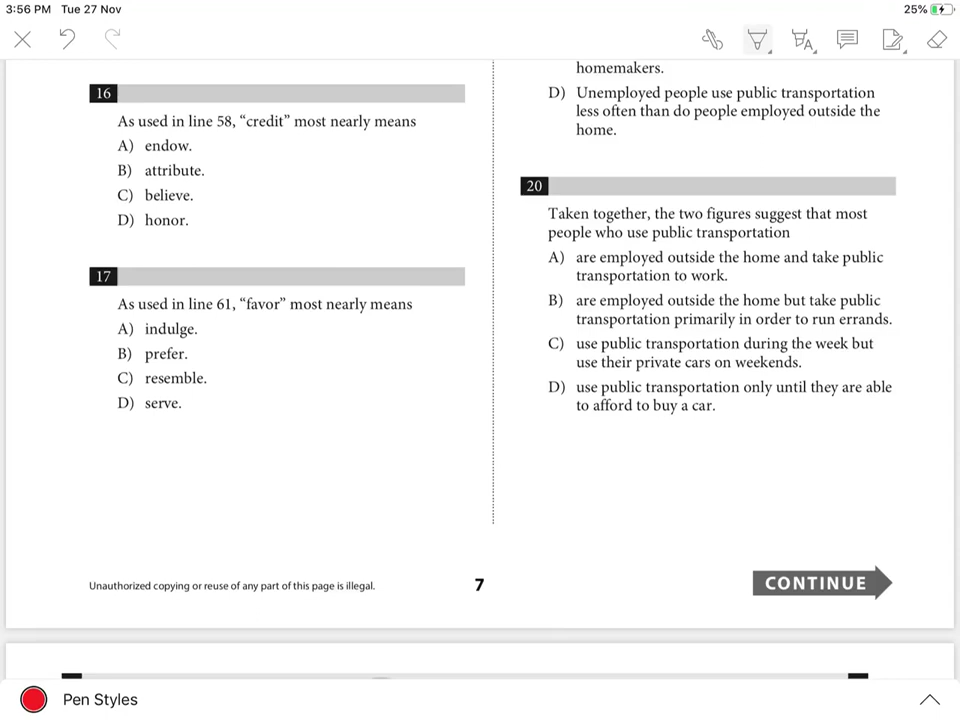 3:56 PM Tue 27 Nov
25%
16
As used in line 58, “credit” most nearly means
A) endow.
B) attribute.
C) believe.
D) honor.
17
As used in line 61, “favor” most nearly means
A) indulge.
B) prefer.
C) resemble.
D) serve.
homemakers.
D) Unemployed people use public transportation
less often than do people employed outside the
home.
20
Taken together, the two figures suggest that most
people who use public transportation
A) are employed outside the home and take public
transportation to work.
B) are employed outside the home but take public
transportation primarily in order to run errands.
C) use public transportation during the week but
use their private cars on weekends.
D) use public transportation only until they are able
to afford to buy a car.
Unauthorized copying or reuse of any part of this page is illegal.
7
CONTINUE
Pen Styles